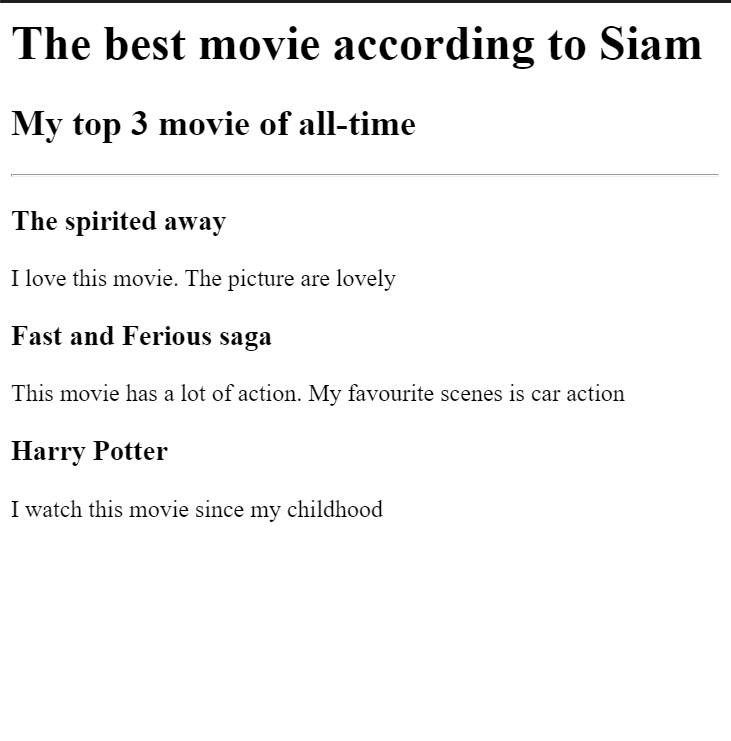 The best movie according to Siam
My top 3 movie of all-time
The spirited away
I love this movie. The picture are lovely
Fast and Ferious saga
This movie has a lot of action. My favourite scenes is car action
Harry Potter
I watch this movie since my childhood